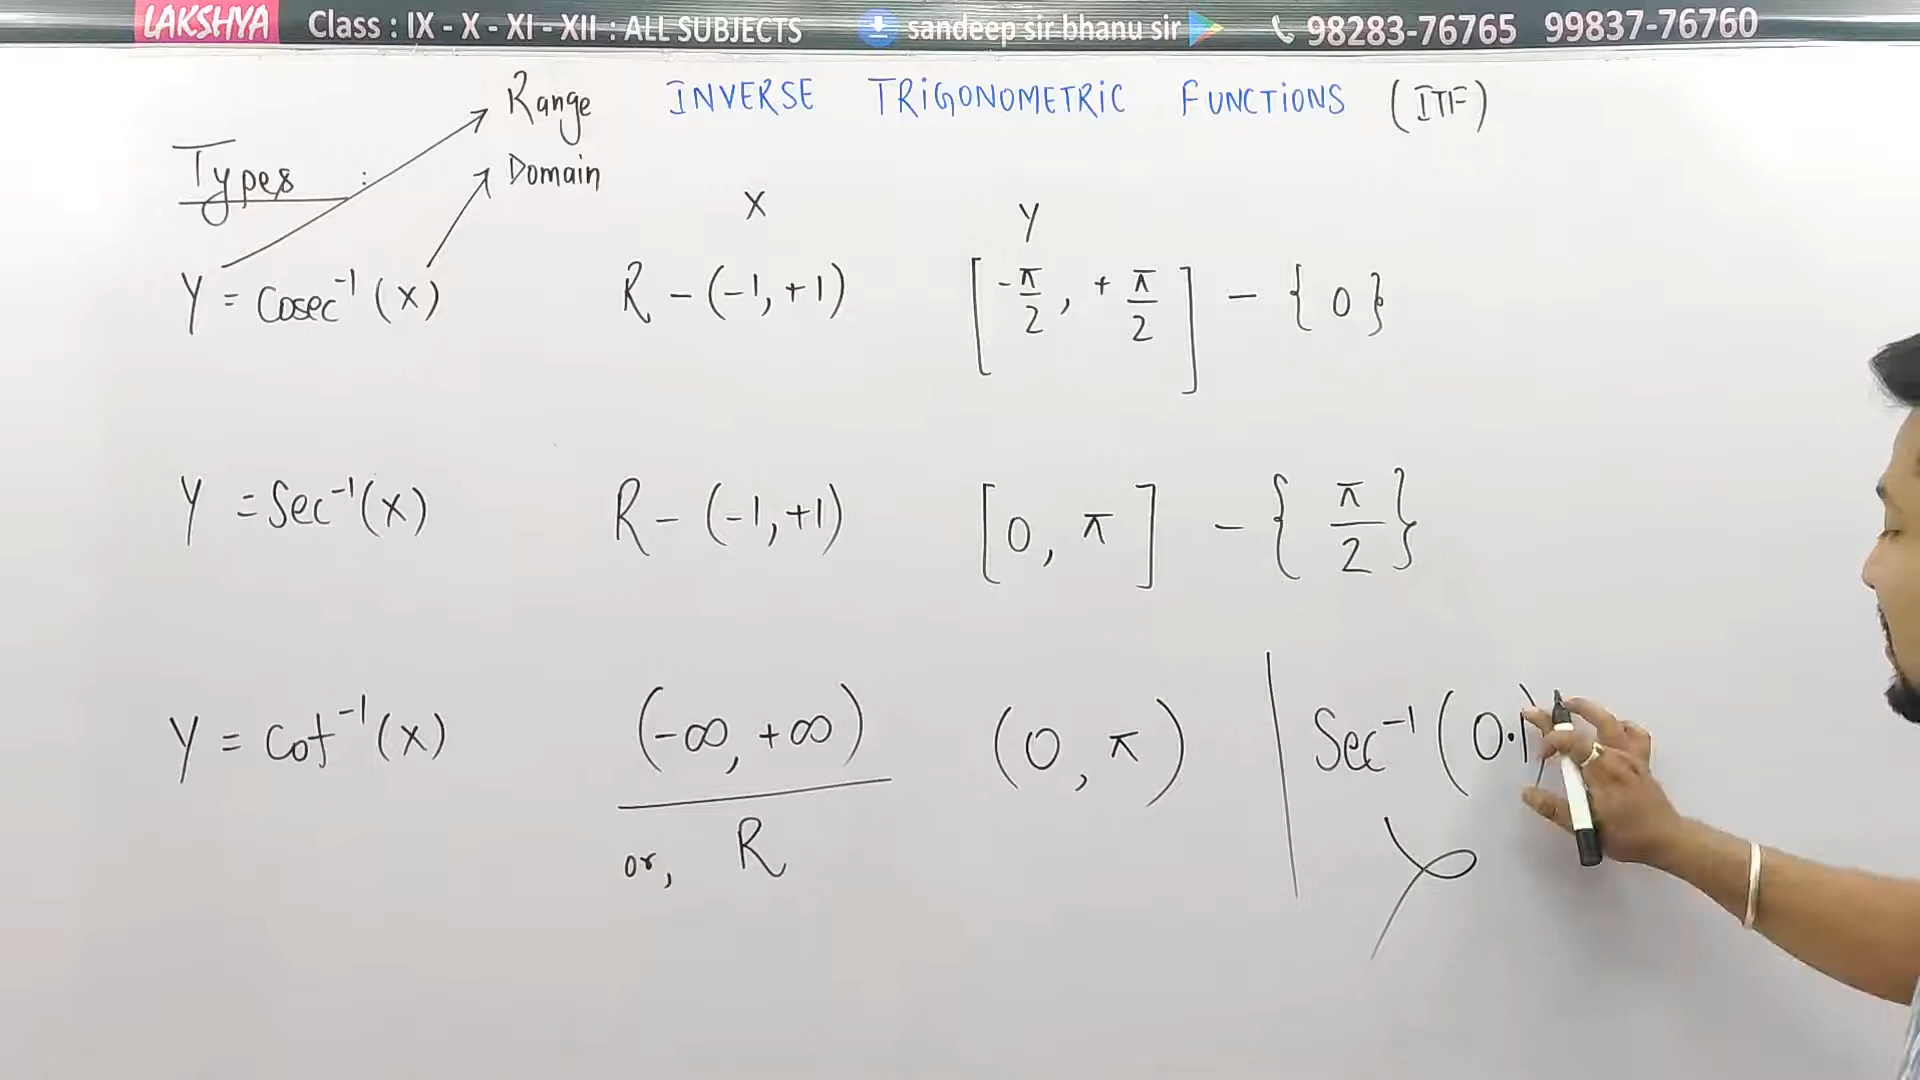 LAKSHYA Class : IX - X - XI - XII : ALL SUBJECTS sandeep sir bhanu sir 98283-76765 99837-76760
Range INVERSE TRIGONOMETRIC FUNCTIONS (ITF)
Types :
Domain
X Y
Y = Cosec⁻¹(x) R - (-1, +1) [-π/2, +π/2] - {0}
Y = Sec⁻¹(x) R - (-1, +1) [0, π] - {π/2}
Y = Cot⁻¹(x) (-∞, +∞) (0, π) Sec⁻¹(0.1)
or, R